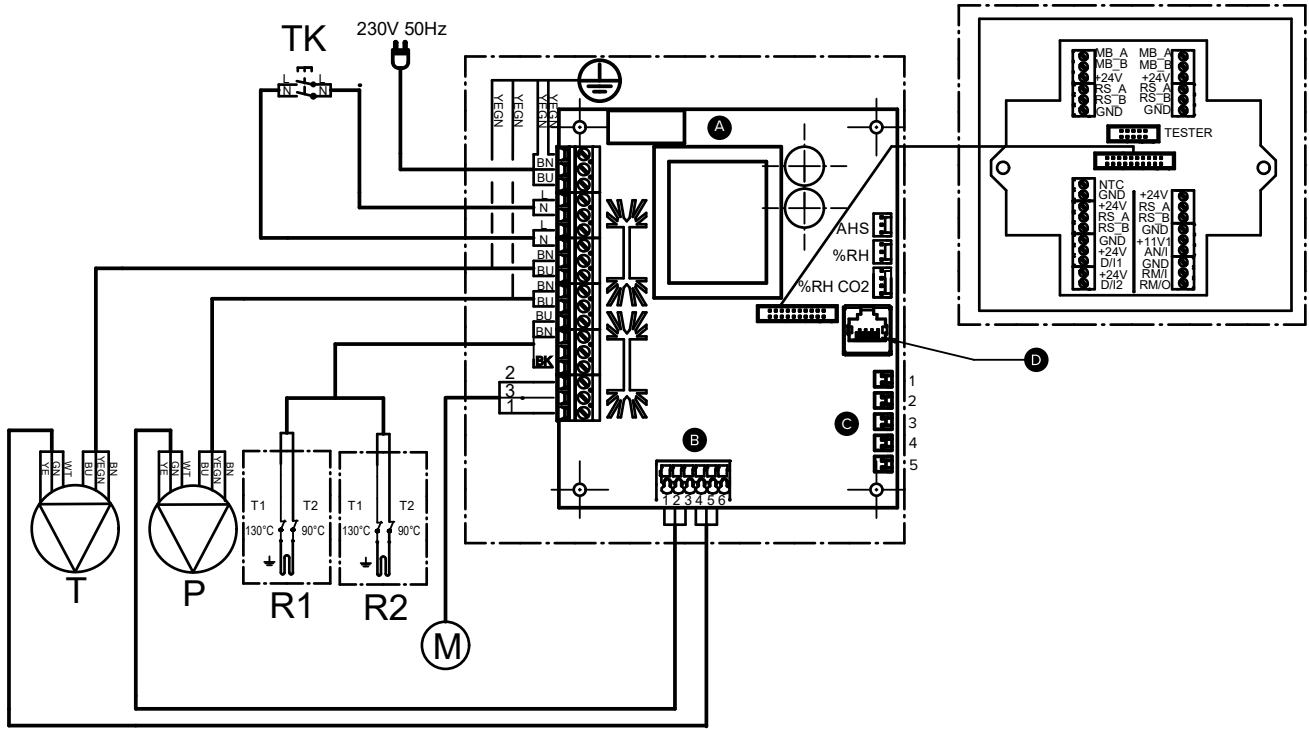 TK
230V 50Hz
L
N
L
N
YEGN
YEGN
YEGN
YEGN
BN
BU
L
N
L
N
BN
BU
BN
BU
BU
BN
BK
2
3
1
A
AHS
%RH
%RH CO2
D
1
2
C
3
4
5
B
1 2 3 4 5 6
MB_A MB_A
MB_B MB_B
+24V +24V
RS_A RS_A
RS_B RS_B
GND GND
TESTER
NTC
GND +24V
+24V RS_A
RS_A RS_B
RS_B GND
GND +11V1
+24V AN/I
D/I1 GND
+24V RM/I
D/I2 RM/O
YE
GN
WT
BU
YEGN
BN
YE
GN
WT
BU
YEGN
BN
T1 T2
130°C 90°C
T1 T2
130°C 90°C
T
P
R1
R2
M